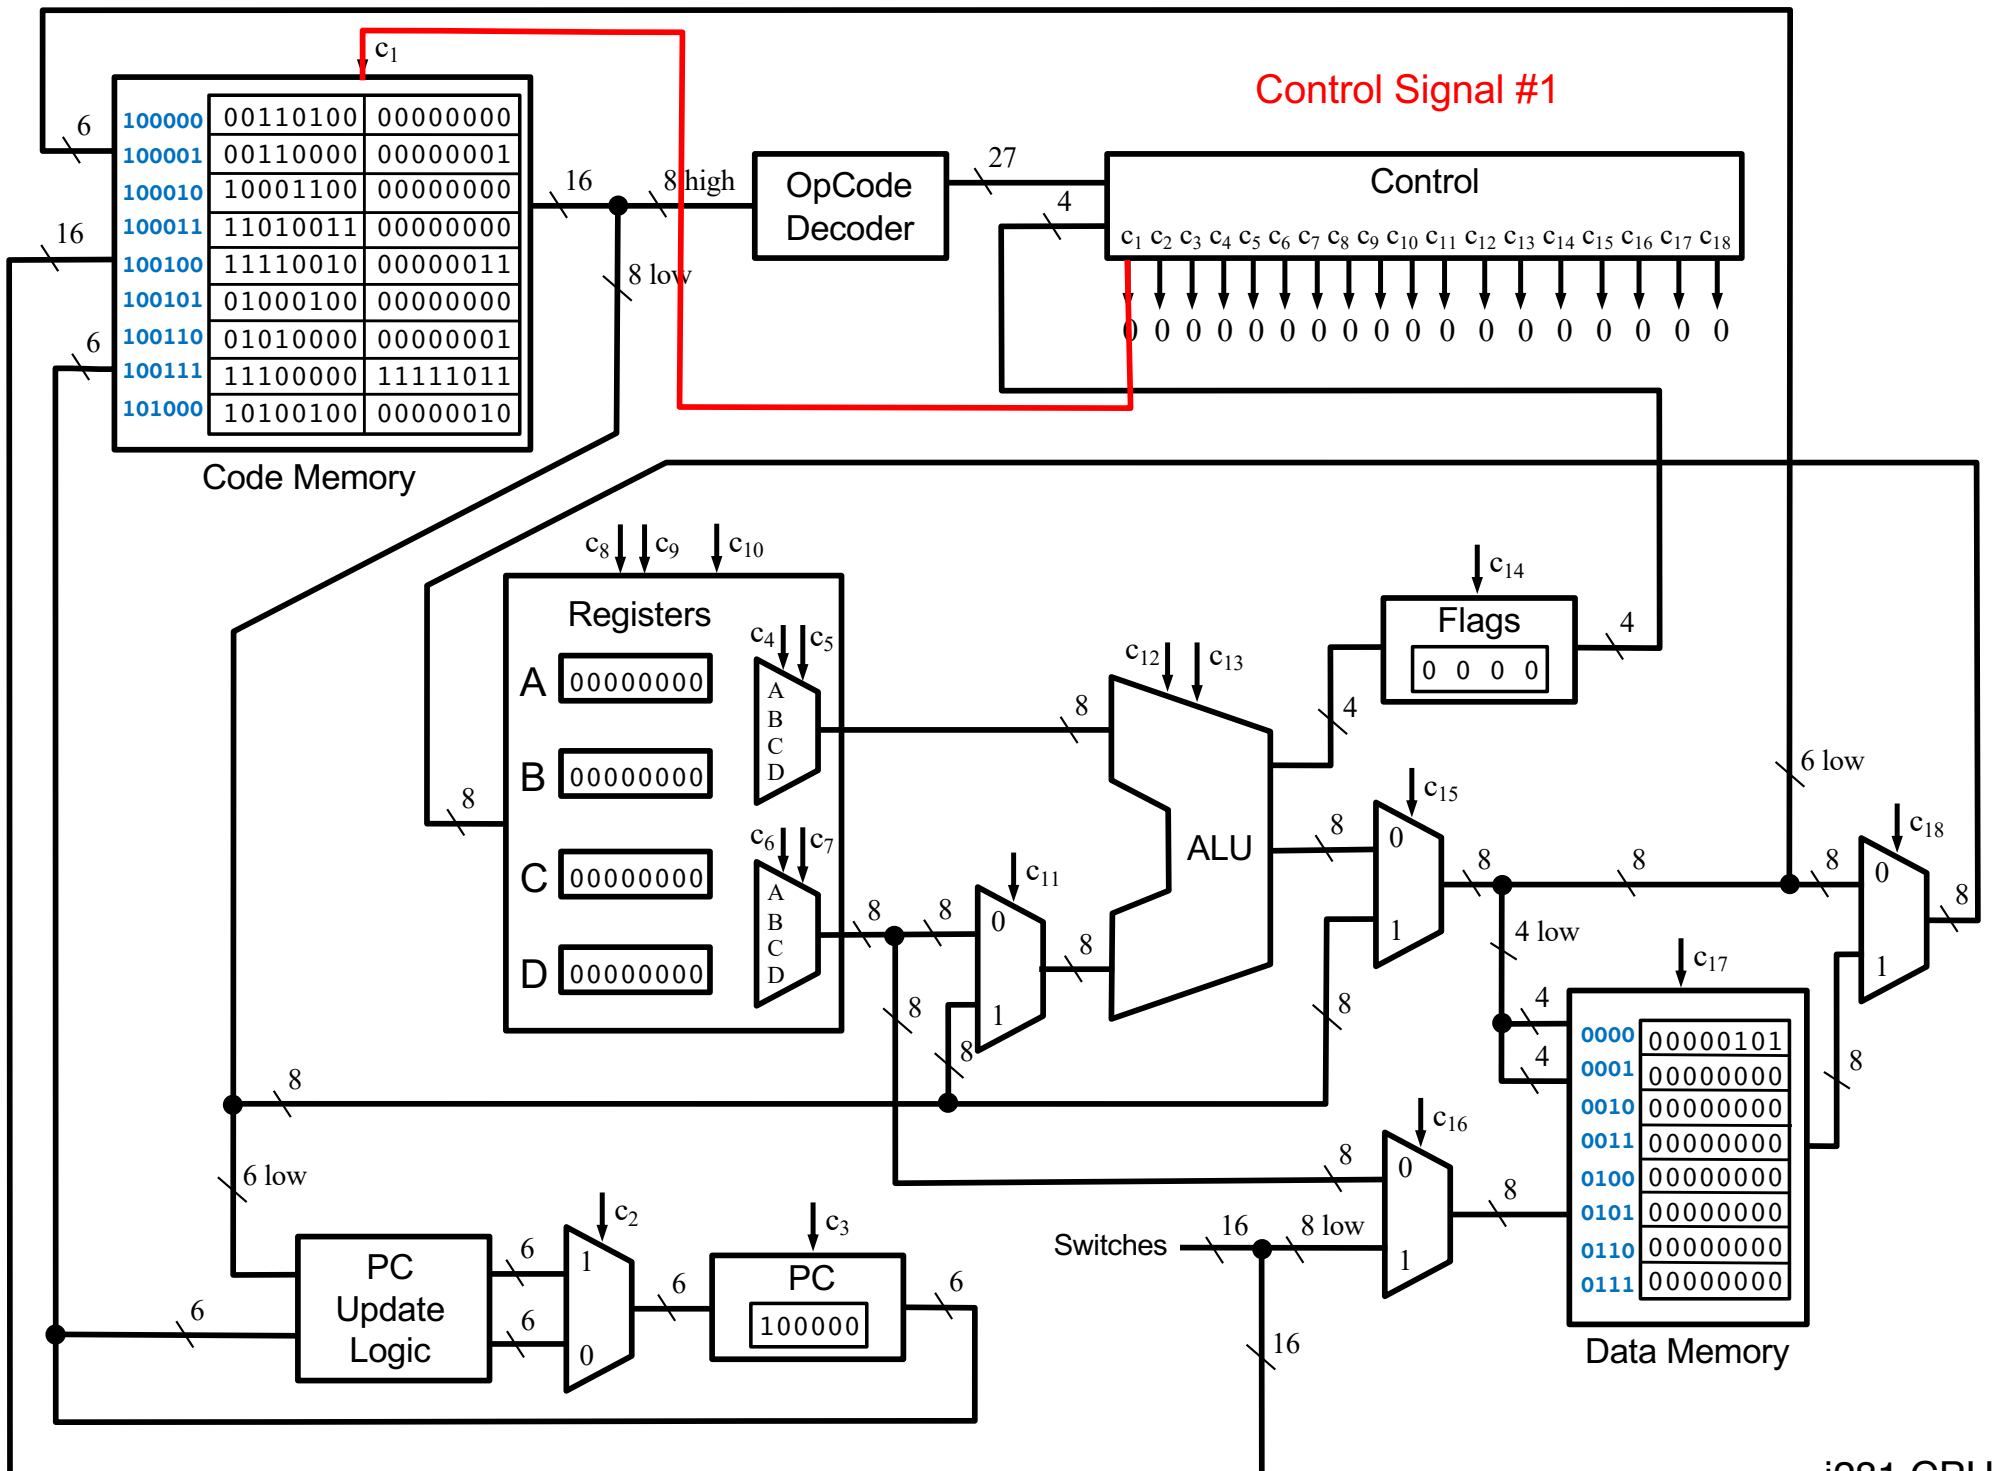 c1
Control Signal #1
6
16
6
100000 00110100 00000000
100001 00110000 00000001
100010 10001100 00000000
100011 11010011 00000000
100100 11110010 00000011
100101 01000100 00000000
100110 01010000 00000001
100111 11100000 11111011
101000 10100100 00000010
Code Memory
16
8 high
8 low
OpCode
Decoder
27
4
Control
c1 c2 c3 c4 c5 c6 c7 c8 c9 c10 c11 c12 c13 c14 c15 c16 c17 c18
0 0 0 0 0 0 0 0 0 0 0 0 0 0 0 0 0 0
c8 c9 c10
Registers
A 00000000
B 00000000
C 00000000
D 00000000
8
c4 c5
A
B
C
D
c6 c7
A
B
C
D
8
8
8
8
c11
0
1
8
8
c12 c13
ALU
4
c14
Flags
0 0 0 0
4
8
c15
0
1
8
8
4 low
8
6 low
8
c18
0
1
8
4
4
c17
0000 00000101
0001 00000000
0010 00000000
0011 00000000
0100 00000000
0101 00000000
0110 00000000
0111 00000000
Data Memory
8
8
6 low
6
PC
Update
Logic
6
6
c2
1
0
6
c3
PC
100000
6
Switches
16
8 low
16
8
c16
0
1
8